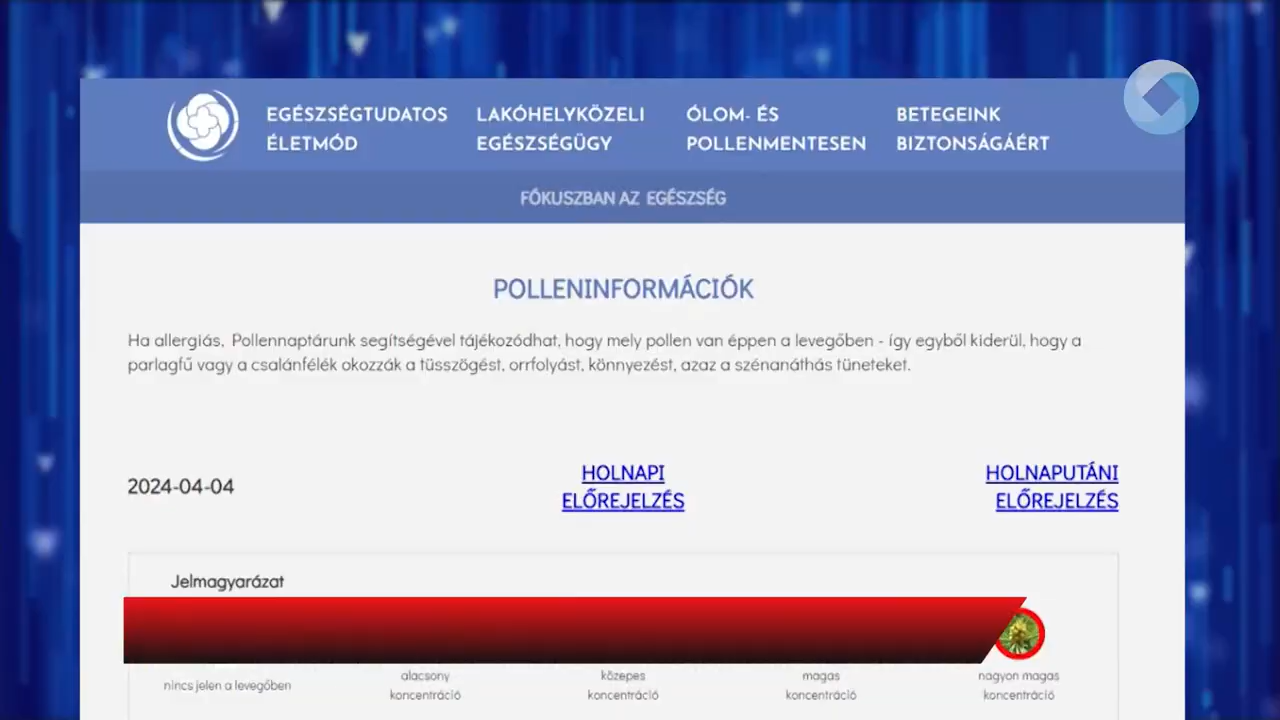 EGÉSZSÉGTUDATOS
ÉLETMÓD
LAKÓHELYKÖZELI
EGÉSZSÉGÜGY
ÓLOM- ÉS
POLLENMENTESEN
BETEGEINK
BIZTONSÁGÁÉRT
FÓKUSZBAN AZ EGÉSZSÉG
POLLENINFORMÁCIÓK
Ha allergiás, Pollennaptárunk segítségével tájékozódhat, hogy mely pollen van éppen a levegőben - így egyből kiderül, hogy a
parlagfű vagy a csalánfélék okozzák a tüsszögést, orrfolyást, könnyezést, azaz a szénanáthás tüneteket.
2024-04-04
HOLNAPI
ELŐREJELZÉS
HOLNAPUTÁNI
ELŐREJELZÉS
Jelmagyarázat
nincs jelen a levegőben
alacsony
koncentráció
közepes
koncentráció
magas
koncentráció
nagyon magas
koncentráció